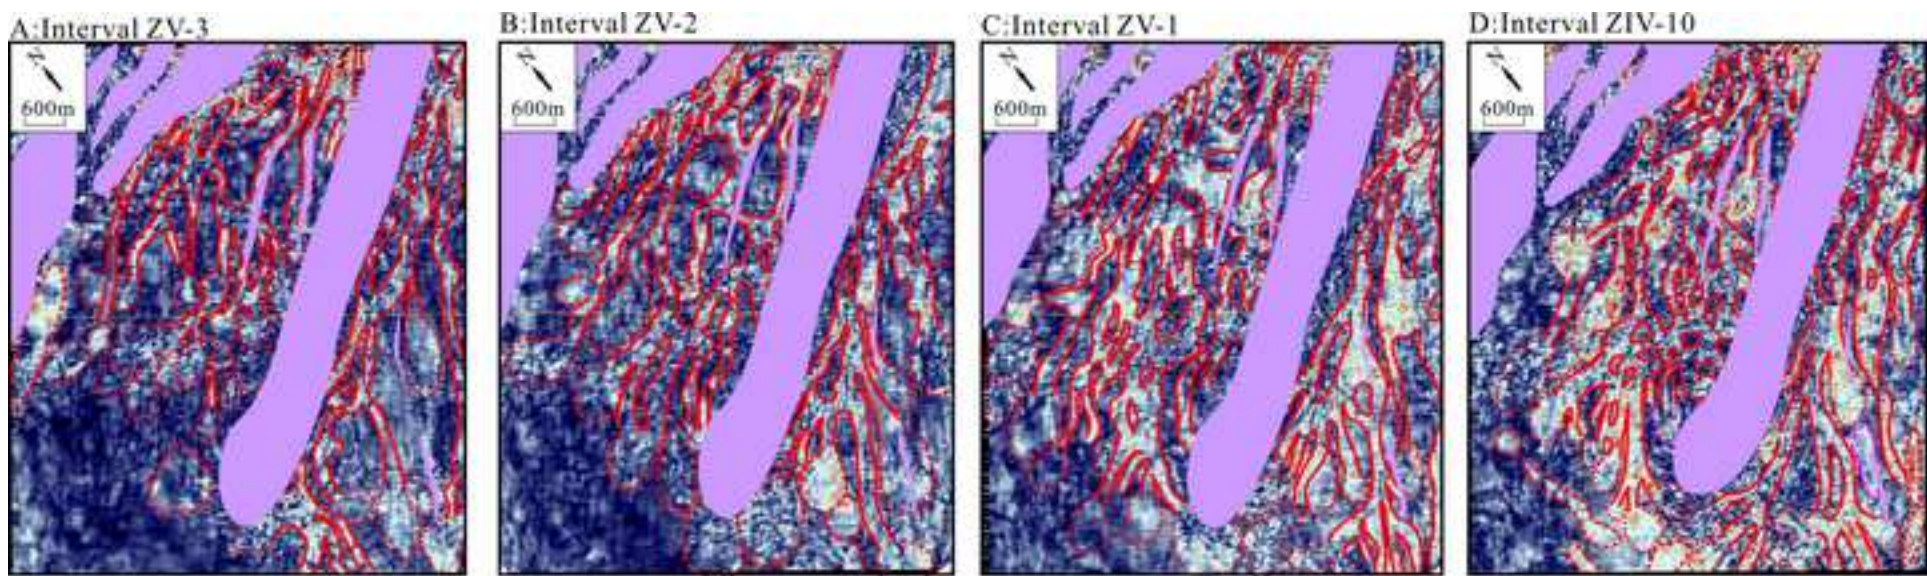 A:Interval ZV-3
B:Interval ZV-2
C:Interval ZV-1
D:Interval ZIV-10
N
600m
N
600m
N
600m
N
600m